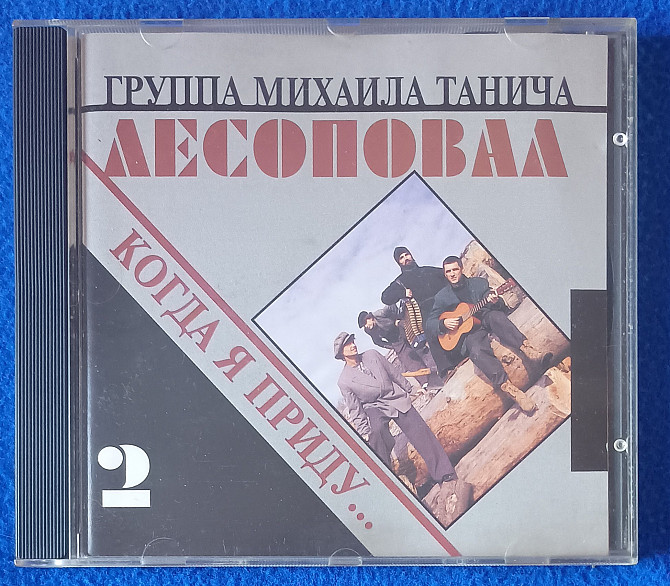 ГРУППА МИХАИЛА ТАНИЧА
ЛЕСОПОВАЛ
КОГДА Я ПРИДУ...
2